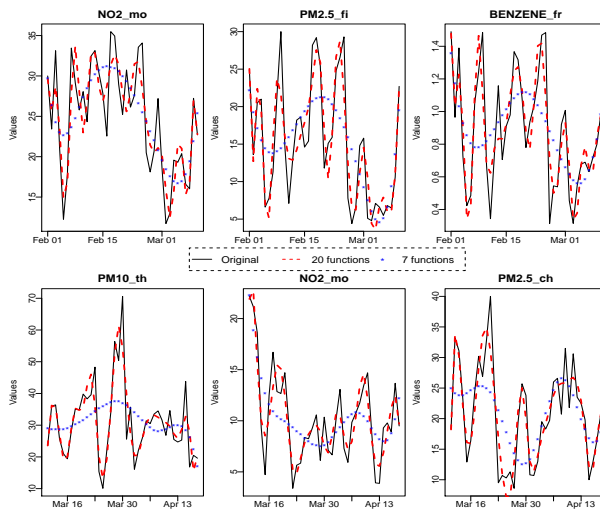 NO2_mo
PM2.5_fi
BENZENE_fr
Values
15 20 25 30 35
Feb 01 Feb 15 Mar 01
Values
5 10 15 20 25 30
Feb 01 Feb 15 Mar 01
Values
0.4 0.6 0.8 1.0 1.2 1.4
Feb 01 Feb 15 Mar 01
Original 20 functions 7 functions
PM10_th
NO2_mo
PM2.5_ch
Values
10 20 30 40 50 60 70
Mar 16 Mar 30 Apr 13
Values
5 10 15 20
Mar 16 Mar 30 Apr 13
Values
10 15 20 25 30 35 40
Mar 16 Mar 30 Apr 13